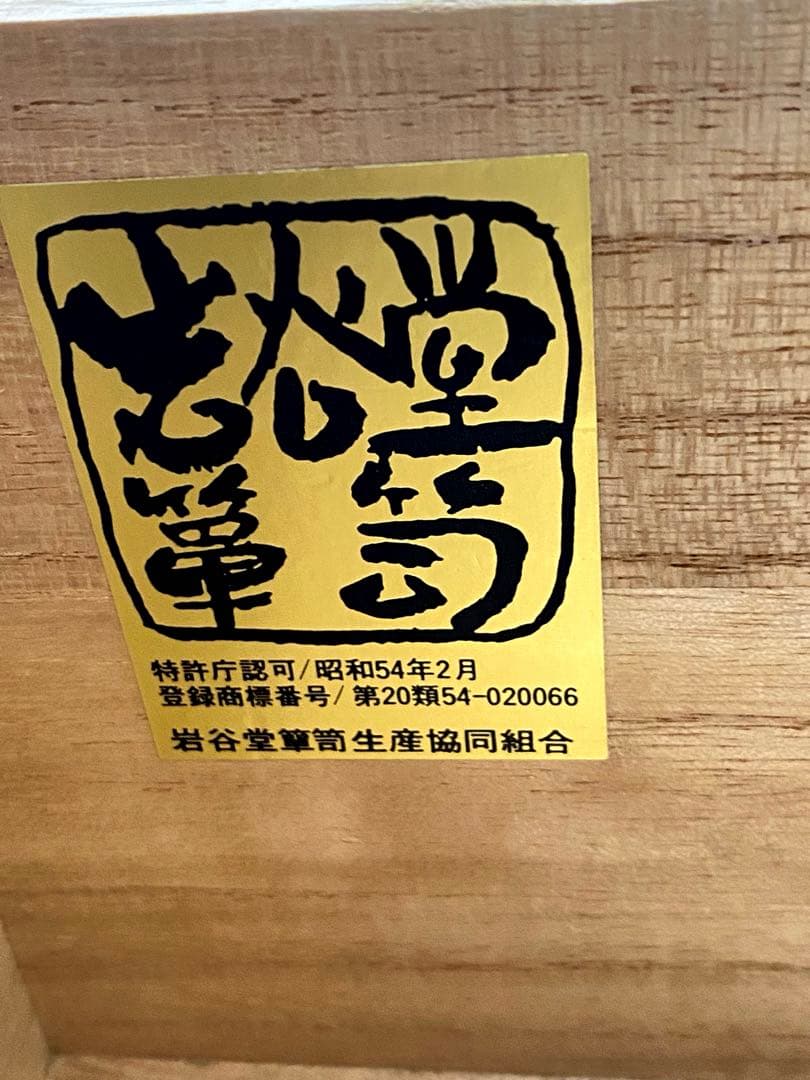 岩谷堂
簞笥
特許庁認可/昭和54年2月
登録商標番号/第20類54-020066
岩谷堂簞笥生産協同組合